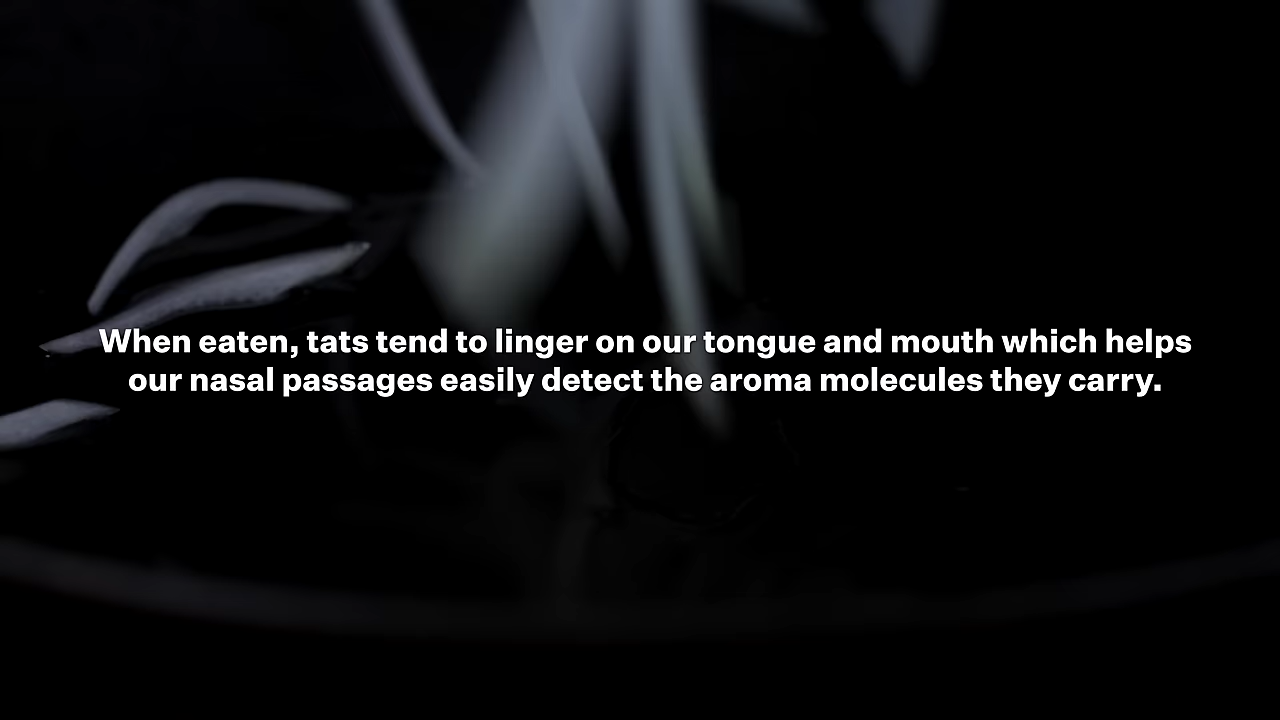 When eaten, tats tend to linger on our tongue and mouth which helps
our nasal passages easily detect the aroma molecules they carry.